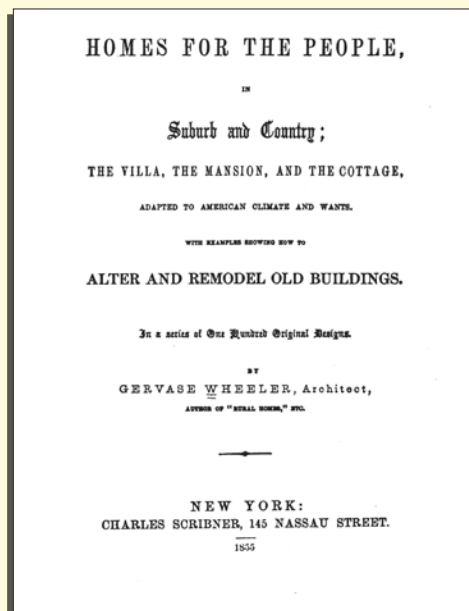 HOMES FOR THE PEOPLE,
IN
Suburb and Country;
THE VILLA, THE MANSION, AND THE COTTAGE,
ADAPTED TO AMERICAN CLIMATE AND WANTS.
WITH EXAMPLES SHOWING HOW TO
ALTER AND REMODEL OLD BUILDINGS.
In a series of One Hundred Original Designs.
BY
GERVASE WHEELER, Architect,
AUTHOR OF "RURAL HOMES," ETC.
NEW YORK:
CHARLES SCRIBNER, 145 NASSAU STREET.
1855